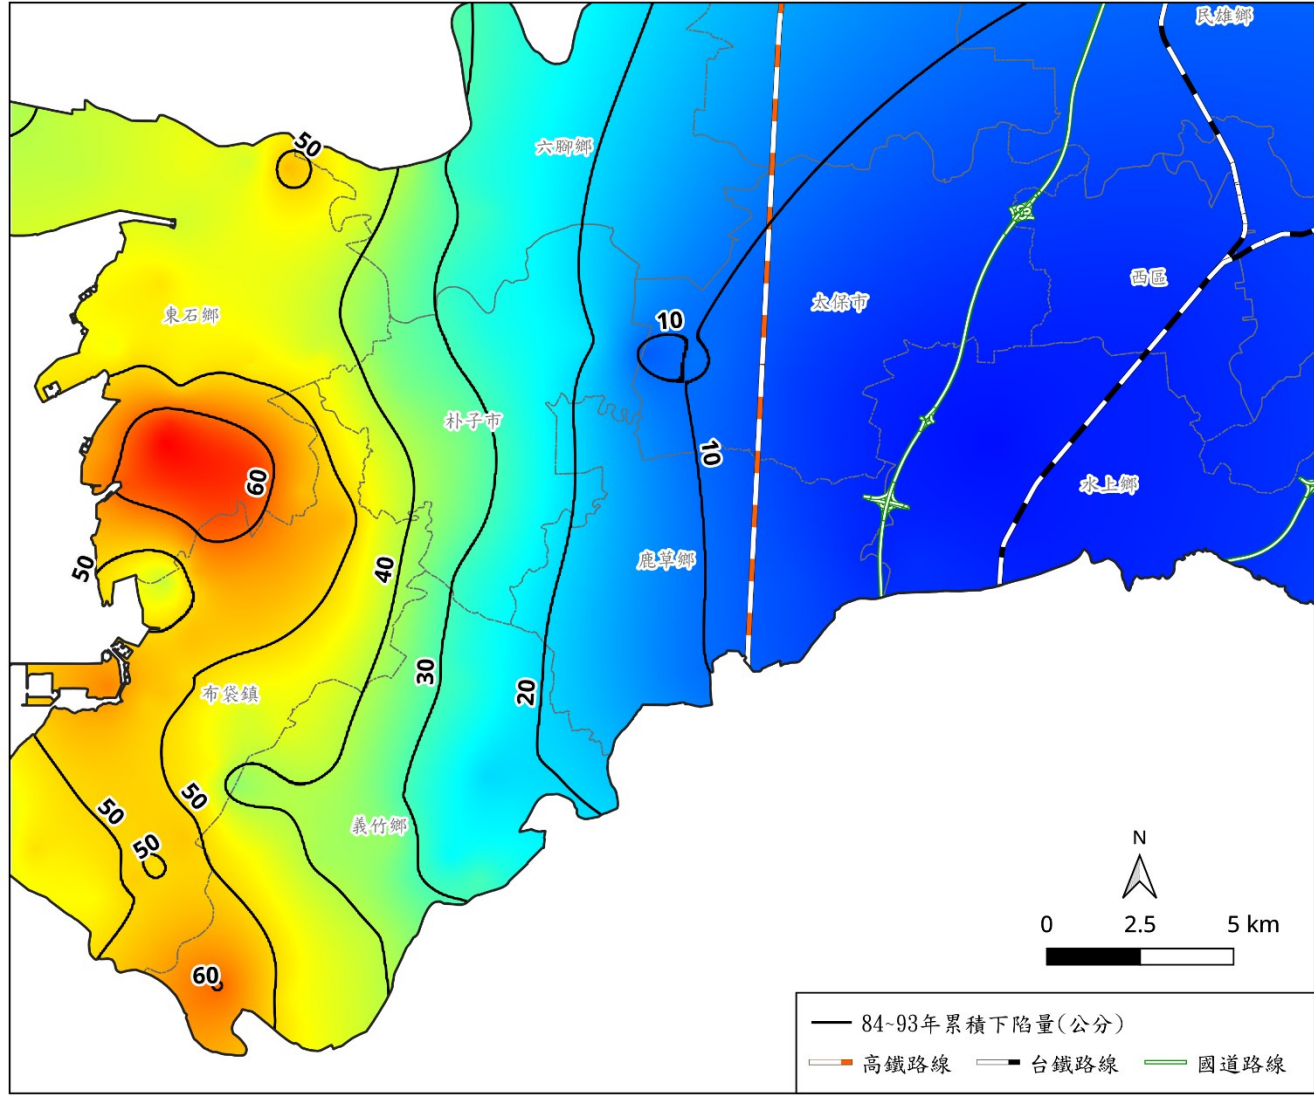 民雄鄉
50
六腳鄉
西區
太保市
東石鄉
10
朴子市
10
60
水上鄉
50
40
鹿草鄉
30
20
布袋鎮
50
50
義竹鄉
50
N
0 2.5 5 km
60
84~93年累積下陷量(公分)
高鐵路線 台鐵路線 國道路線